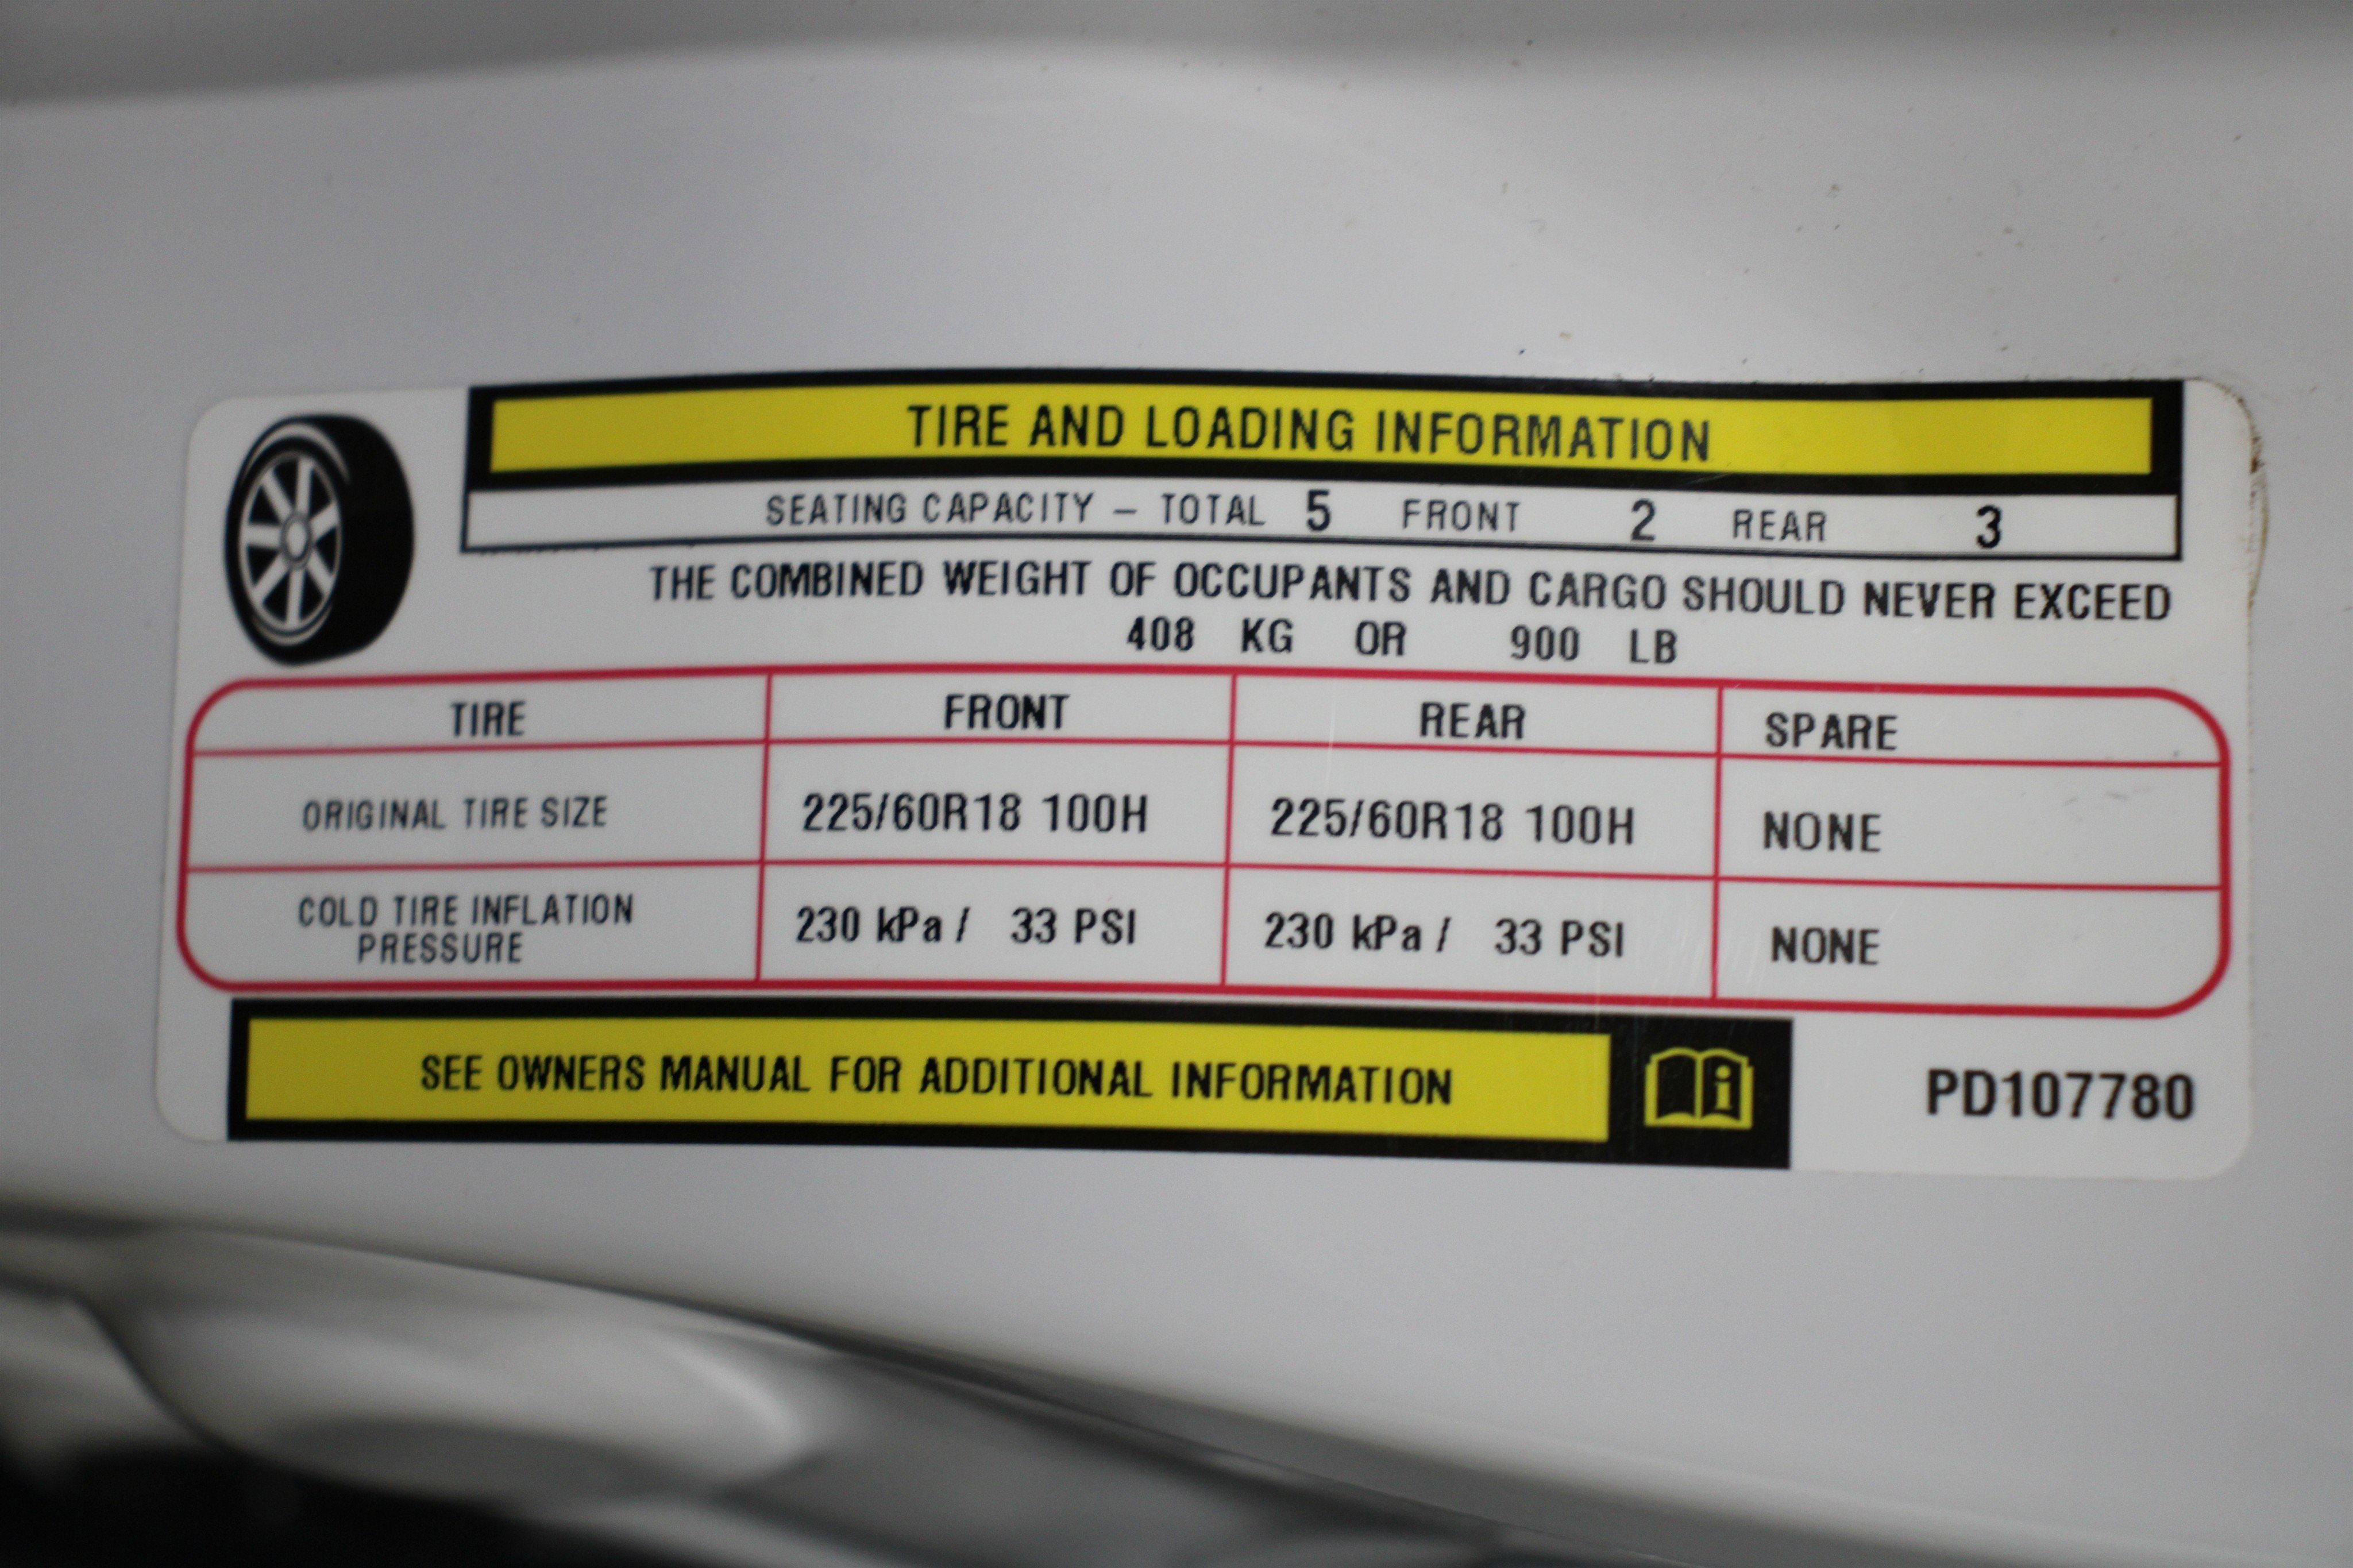 TIRE AND LOADING INFORMATION
SEATING CAPACITY – TOTAL 5 FRONT 2 REAR 3
THE COMBINED WEIGHT OF OCCUPANTS AND CARGO SHOULD NEVER EXCEED
408 KG OR 900 LB
TIRE FRONT REAR SPARE
ORIGINAL TIRE SIZE 225/60R18 100H 225/60R18 100H NONE
COLD TIRE INFLATION
PRESSURE 230 kPa / 33 PSI 230 kPa / 33 PSI NONE
SEE OWNERS MANUAL FOR ADDITIONAL INFORMATION i PD107780